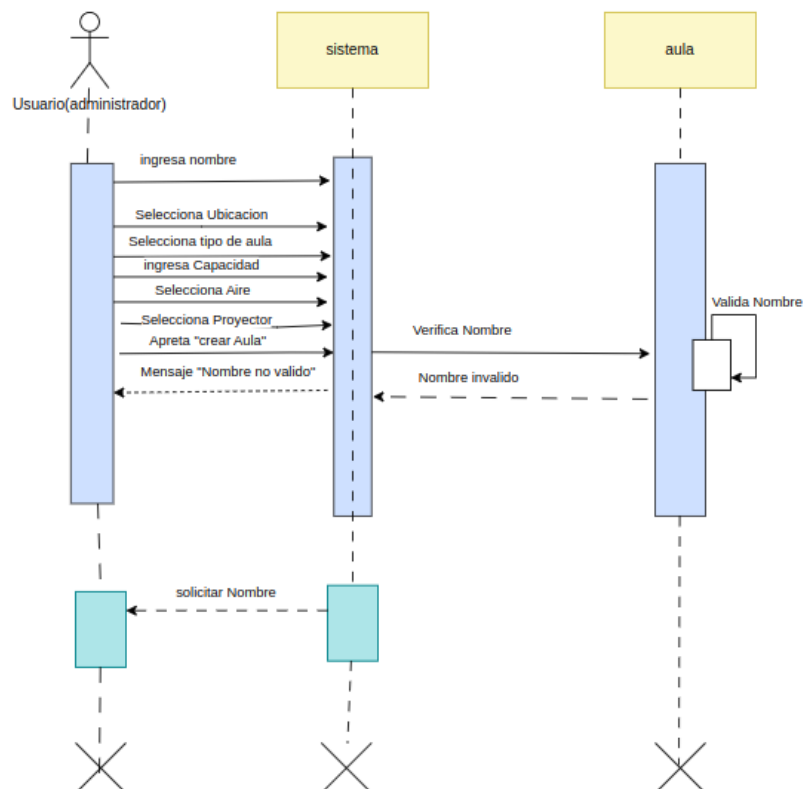 sistema
aula
Usuario(administrador)
ingresa nombre
Selecciona Ubicacion
Selecciona tipo de aula
ingresa Capacidad
Selecciona Aire
Selecciona Proyector
Apreta "crear Aula"
Verifica Nombre
Valida Nombre
Mensaje "Nombre no valido"
Nombre invalido
solicitar Nombre